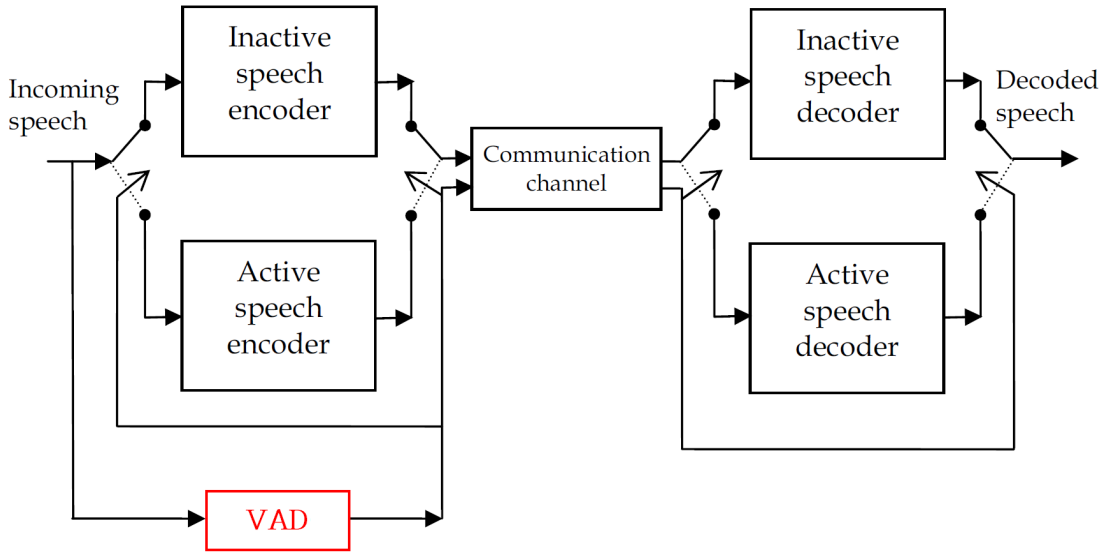 Incoming
speech
Inactive
speech
encoder
Active
speech
encoder
VAD
Communication
channel
Inactive
speech
decoder
Active
speech
decoder
Decoded
speech